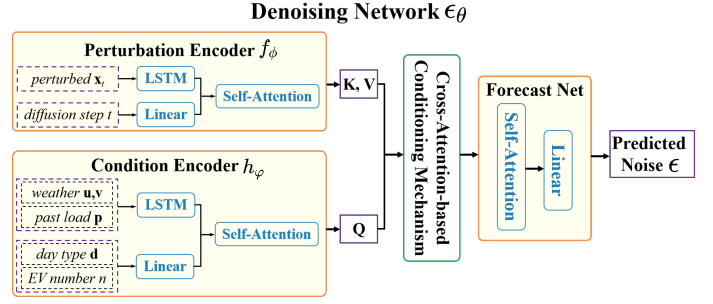 Denoising Network ϵθ
Perturbation Encoder fϕ
perturbed xt
LSTM
diffusion step t
Linear
Self-Attention
K, V
Condition Encoder hφ
weather u,v
past load p
LSTM
day type d
EV number n
Linear
Self-Attention
Q
Cross-Attention-based
Conditioning Mechanism
Forecast Net
Self-Attention
Linear
Predicted
Noise ϵ